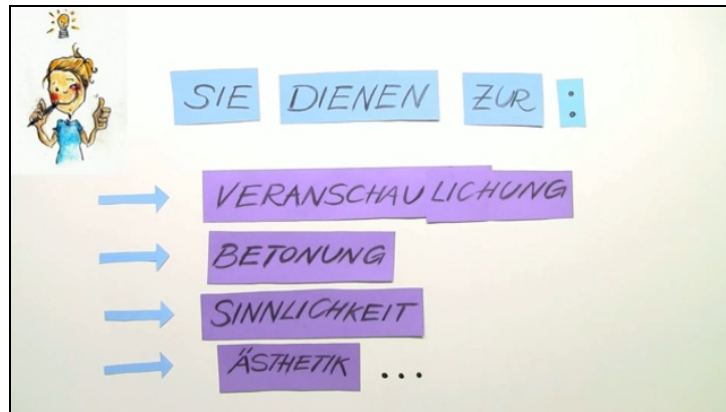 SIE DIENEN ZUR :
VERANSCHAULICHUNG
BETONUNG
SINNLICHKEIT
ÄSTHETIK ...